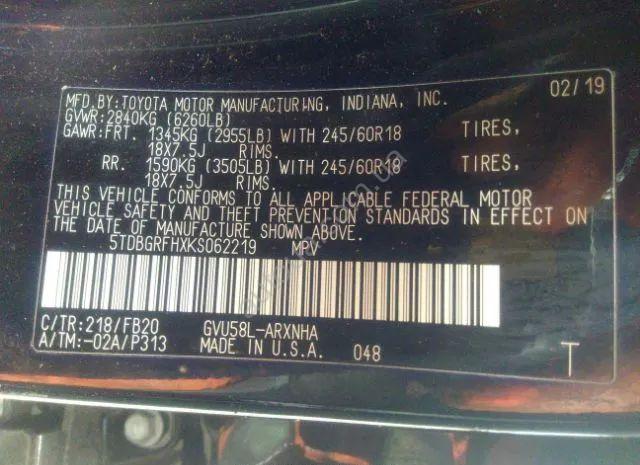 MFD.BY:TOYOTA MOTOR MANUFACTURING, INDIANA, INC. 02/19
GVWR:2840KG (6260LB)
GAWR:FRT. 1345KG (2955LB) WITH 245/60R18 TIRES,
18X7.5J RIMS.
RR. 1590KG (3505LB) WITH 245/60R18 TIRES,
18X7.5J RIMS.
THIS VEHICLE CONFORMS TO ALL APPLICABLE FEDERAL MOTOR
VEHICLE SAFETY AND THEFT PREVENTION STANDARDS IN EFFECT ON
THE DATE OF MANUFACTURE SHOWN ABOVE.
5TDBGRFHXKS062219 MPV
C/TR:218/FB20 GVU58L-ARXNHA
A/TM:-02A/P313 MADE IN U.S.A. 048 T